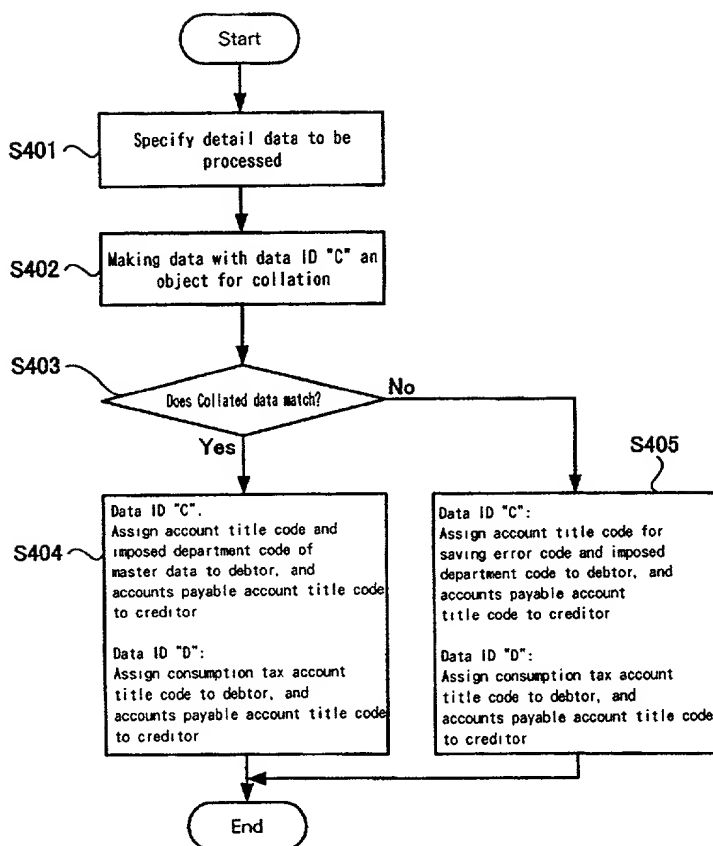 Start
S401
Specify detail data to be
processed
S402
Making data with data ID "C" an
object for collation
S403
Does Collated data match?
No
Yes
S405
S404
Data ID "C".
Assign account title code and
imposed department code of
master data to debtor, and
accounts payable account title code
to creditor
Data ID "D":
Assign consumption tax account
title code to debtor, and
accounts payable account title code
to creditor
Data ID "C":
Assign account title code for
saving error code and imposed
department code to debtor, and
accounts payable account
title code to creditor
Data ID "D":
Assign consumption tax account
title code to debtor, and
accounts payable account title code
to creditor
End